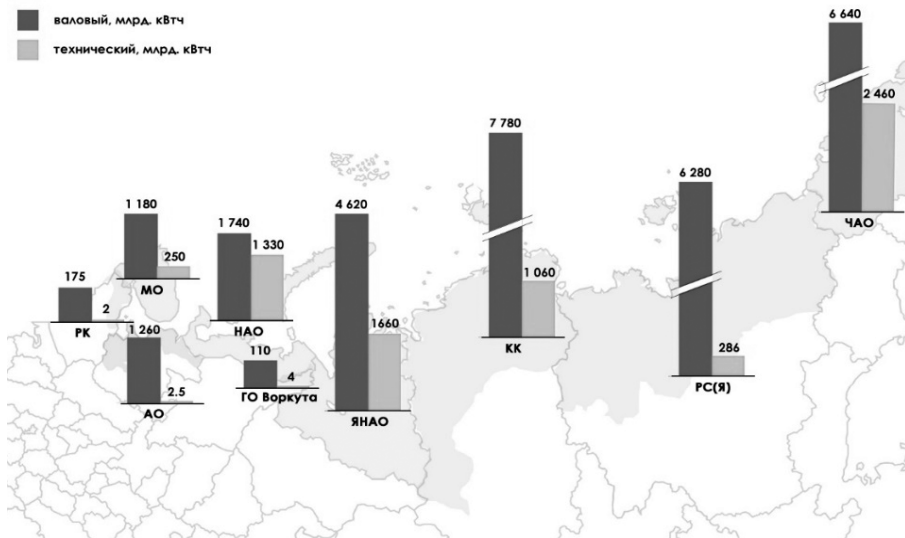 валовый, млрд. кВтч
технический, млрд. кВтч
6 640
2 460
ЧАО
7 780
1 060
КК
6 280
286
РС(Я)
1 180
250
МО
1 740
1 330
НАО
4 620
1660
ЯНАО
175
2
РК
1 260
2.5
АО
110
4
ГО Воркута